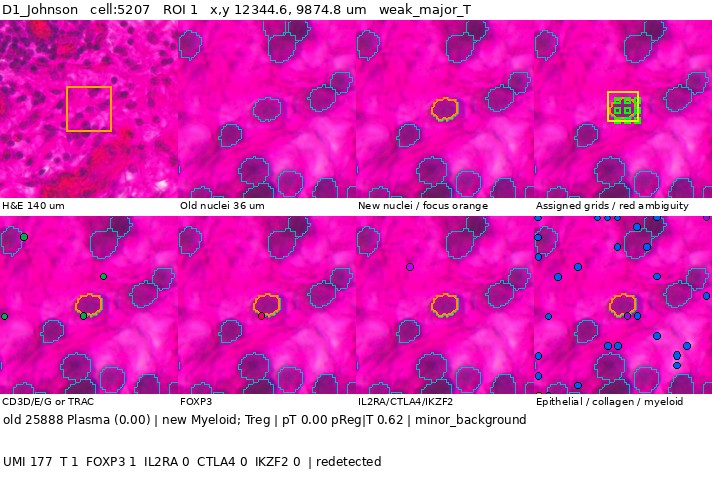 D1_Johnson   cell:5207   ROI 1   x,y 12344.6, 9874.8 um   weak_major_T
H&E 140 um   Old nuclei 36 um   New nuclei / focus orange   Assigned grids / red ambiguity
CD3D/E/G or TRAC   FOXP3   IL2RA/CTLA4/IKZF2   Epithelial / collagen / myeloid
old 25888 Plasma (0.00) | new Myeloid; Treg | pT 0.00 pReg|T 0.62 | minor_background
UMI 177  T 1  FOXP3 1  IL2RA 0  CTLA4 0  IKZF2 0  | redetected